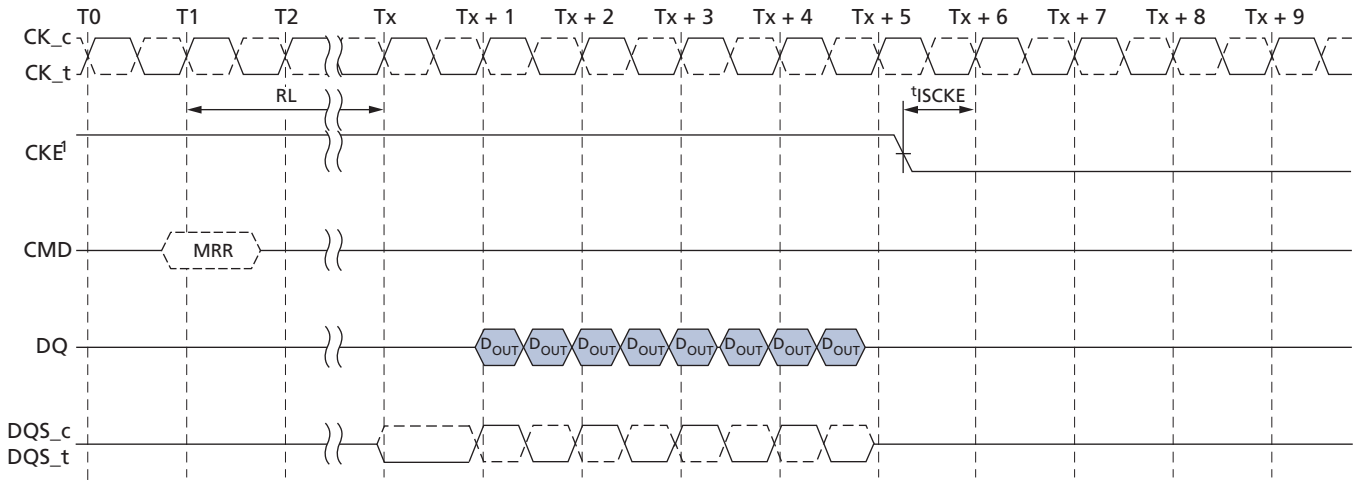 T0 T1 T2 Tx Tx + 1 Tx + 2 Tx + 3 Tx + 4 Tx + 5 Tx + 6 Tx + 7 Tx + 8 Tx + 9
CK_c
CK_t
RL
tISCKE
CKE1
CMD
MRR
DQ
DOUT DOUT DOUT DOUT DOUT DOUT DOUT DOUT
DQS_c
DQS_t